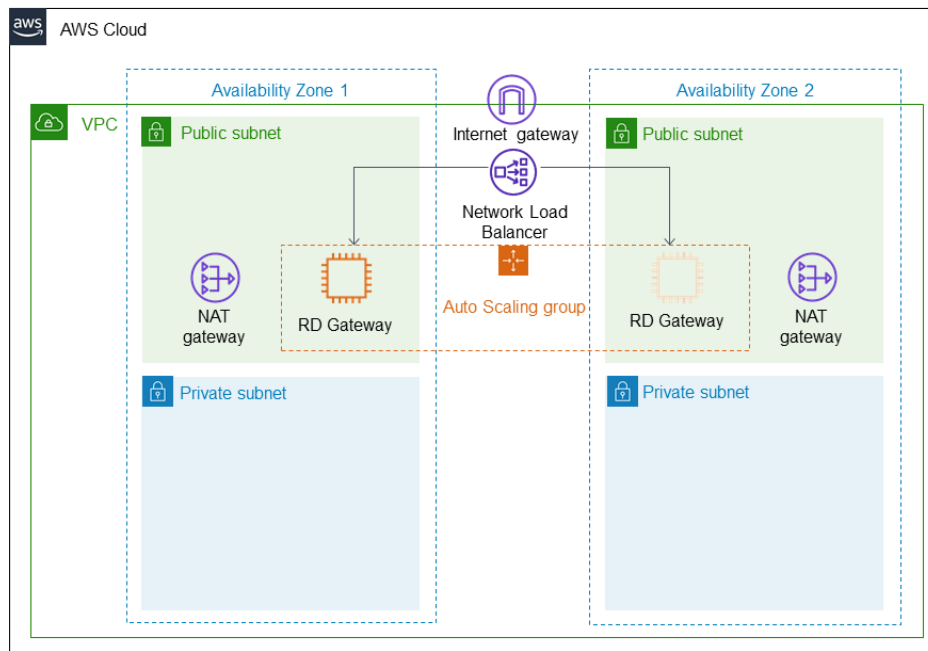 aws
AWS Cloud
Availability Zone 1
Availability Zone 2
VPC
Public subnet
Internet gateway
Public subnet
Network Load
Balancer
NAT
gateway
RD Gateway
Auto Scaling group
RD Gateway
NAT
gateway
Private subnet
Private subnet